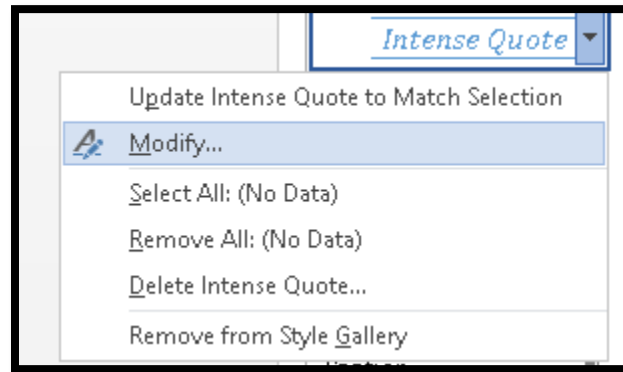 Intense Quote
Update Intense Quote to Match Selection
Modify...
Select All: (No Data)
Remove All: (No Data)
Delete Intense Quote...
Remove from Style Gallery